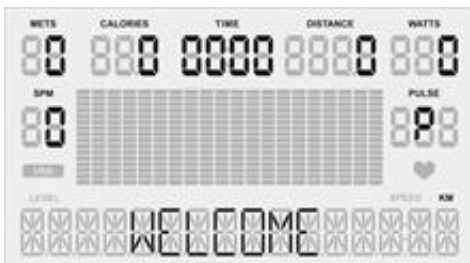 METS CALORIES TIME DISTANCE WATTS
0 0 0000 0 0
SPM PULSE
0 P
USB
LEVEL SPEED KM
WELCOME